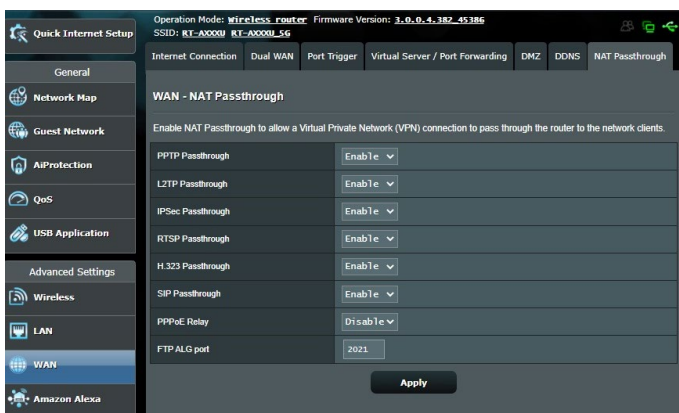 Quick Internet Setup
General
Network Map
Guest Network
AiProtection
QoS
USB Application
Advanced Settings
Wireless
LAN
WAN
Amazon Alexa
Operation Mode: Wireless router Firmware Version: 3.0.0.4.382_45386
SSID: RT-AXXXU RT-AXXXU_5G
Internet Connection Dual WAN Port Trigger Virtual Server / Port Forwarding DMZ DDNS NAT Passthrough
WAN - NAT Passthrough
Enable NAT Passthrough to allow a Virtual Private Network (VPN) connection to pass through the router to the network clients.
PPTP Passthrough Enable
L2TP Passthrough Enable
IPSec Passthrough Enable
RTSP Passthrough Enable
H.323 Passthrough Enable
SIP Passthrough Enable
PPPoE Relay Disable
FTP ALG port 2021
Apply